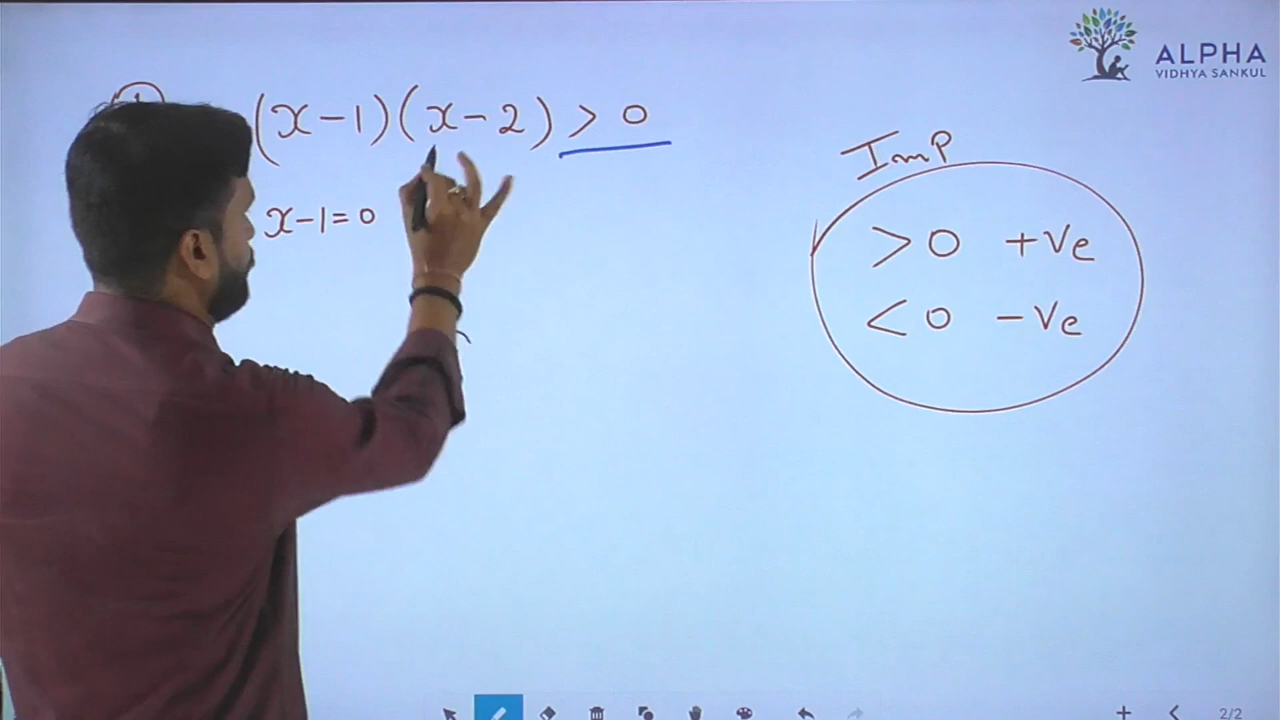 ALPHA
VIDHYA SANKUL
(x-1)(x-2) > 0
x-1=0
Imp
>0 +ve
<0 -ve
2/2